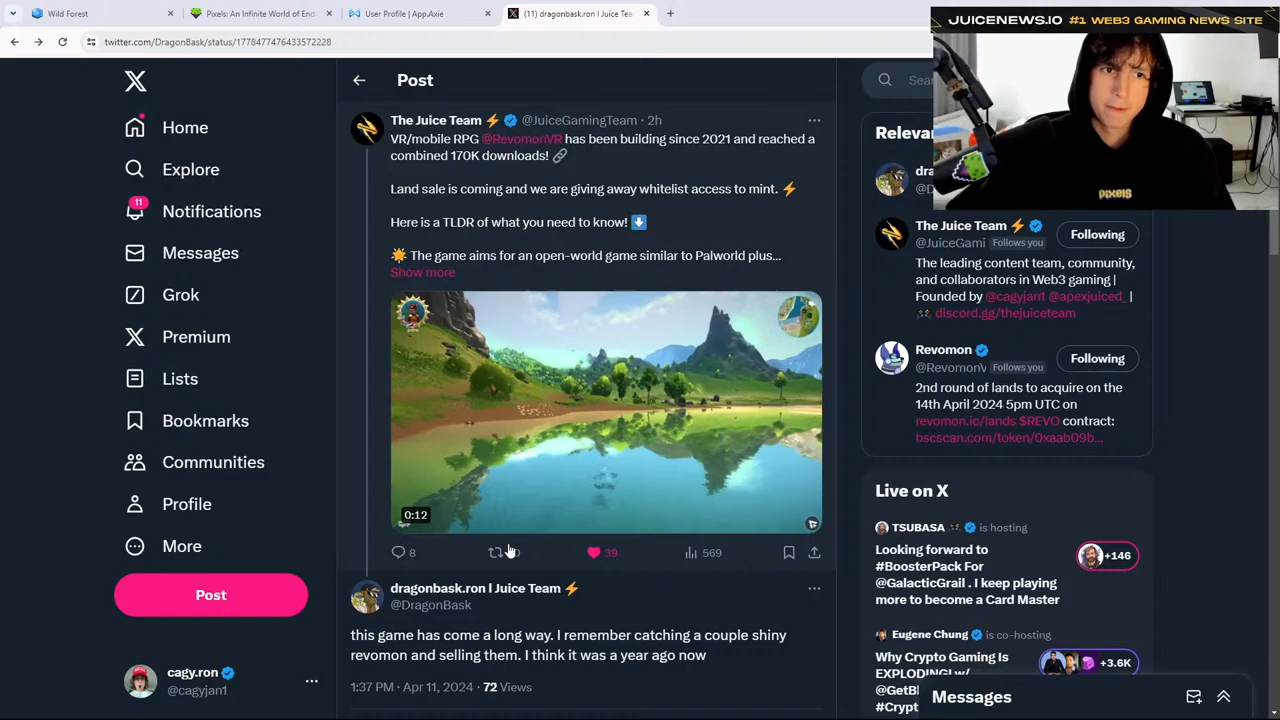 Wild Forest
Pixels: An Infinite World of End
User Profile | App.Axie
(11) dragonbask.ron l Juice Tea
twitter.com/DragonBask/status/1778477476433572228
JUICENEWS.IO #1 WEB3 GAMING NEWS SITE
pixels
Home
Explore
11
Notifications
Messages
Grok
Premium
Lists
Bookmarks
Communities
Profile
More
Post
cagy.ron
@cagyjan1
Post
The Juice Team ⚡ @JuiceGamingTeam · 2h
VR/mobile RPG @RevomonVR has been building since 2021 and reached a
combined 170K downloads! 🔗
Land sale is coming and we are giving away whitelist access to mint. ⚡
Here is a TLDR of what you need to know! ⬇️
☀️ The game aims for an open-world game similar to Palworld plus...
Show more
0:12
8
39
569
dragonbask.ron l Juice Team ⚡
@DragonBask
this game has come a long way. I remember catching a couple shiny
revomon and selling them. I think it was a year ago now
1:37 PM · Apr 11, 2024 · 72 Views
Sea
Releva
dra
@D
The Juice Team ⚡
@JuiceGami Follows you
Following
The leading content team, community,
and collaborators in Web3 gaming |
Founded by @cagyjan1 @apexjuiced_ |
discord.gg/thejuiceteam
Revomon
@RevomonV Follows you
Following
2nd round of lands to acquire on the
14th April 2024 5pm UTC on
revomon.io/lands $REVO contract:
bscscan.com/token/0xaab09b...
Live on X
TSUBASA is hosting
Looking forward to
#BoosterPack For
@GalacticGrail . I keep playing
more to become a Card Master
+146
Eugene Chung is co-hosting
Why Crypto Gaming Is
EXPLODING! w/
@GetB
#Crypt
+3.6K
Messages